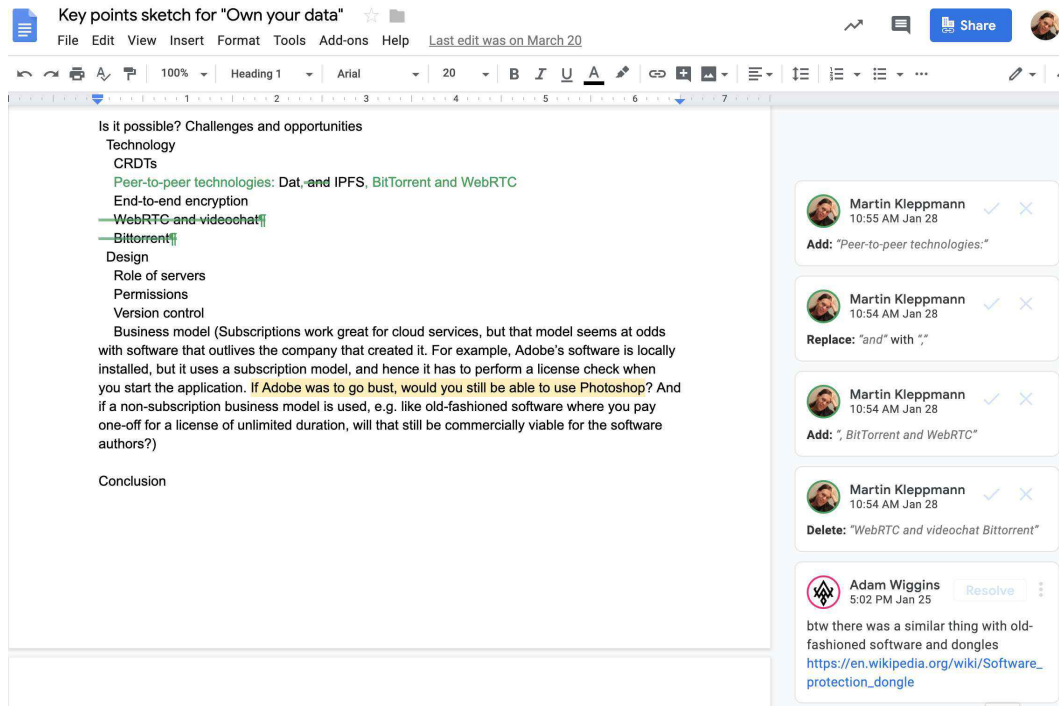 Key points sketch for "Own your data"
File Edit View Insert Format Tools Add-ons Help Last edit was on March 20
Share
100% Heading 1 Arial 20 B I U A
1 2 3 4 5 6 7
Is it possible? Challenges and opportunities
Technology
CRDTs
Peer-to-peer technologies: Dat, and IPFS, BitTorrent and WebRTC
End-to-end encryption
WebRTC and videochat¶
Bittorrent¶
Design
Role of servers
Permissions
Version control
Business model (Subscriptions work great for cloud services, but that model seems at odds
with software that outlives the company that created it. For example, Adobe's software is locally
installed, but it uses a subscription model, and hence it has to perform a license check when
you start the application. If Adobe was to go bust, would you still be able to use Photoshop? And
if a non-subscription business model is used, e.g. like old-fashioned software where you pay
one-off for a license of unlimited duration, will that still be commercially viable for the software
authors?)
Conclusion
Martin Kleppmann
10:55 AM Jan 28
Add: "Peer-to-peer technologies:"
Martin Kleppmann
10:54 AM Jan 28
Replace: "and" with ","
Martin Kleppmann
10:54 AM Jan 28
Add: ", BitTorrent and WebRTC"
Martin Kleppmann
10:54 AM Jan 28
Delete: "WebRTC and videochat Bittorrent"
Adam Wiggins
5:02 PM Jan 25
Resolve
btw there was a similar thing with old-
fashioned software and dongles
https://en.wikipedia.org/wiki/Software_
protection_dongle